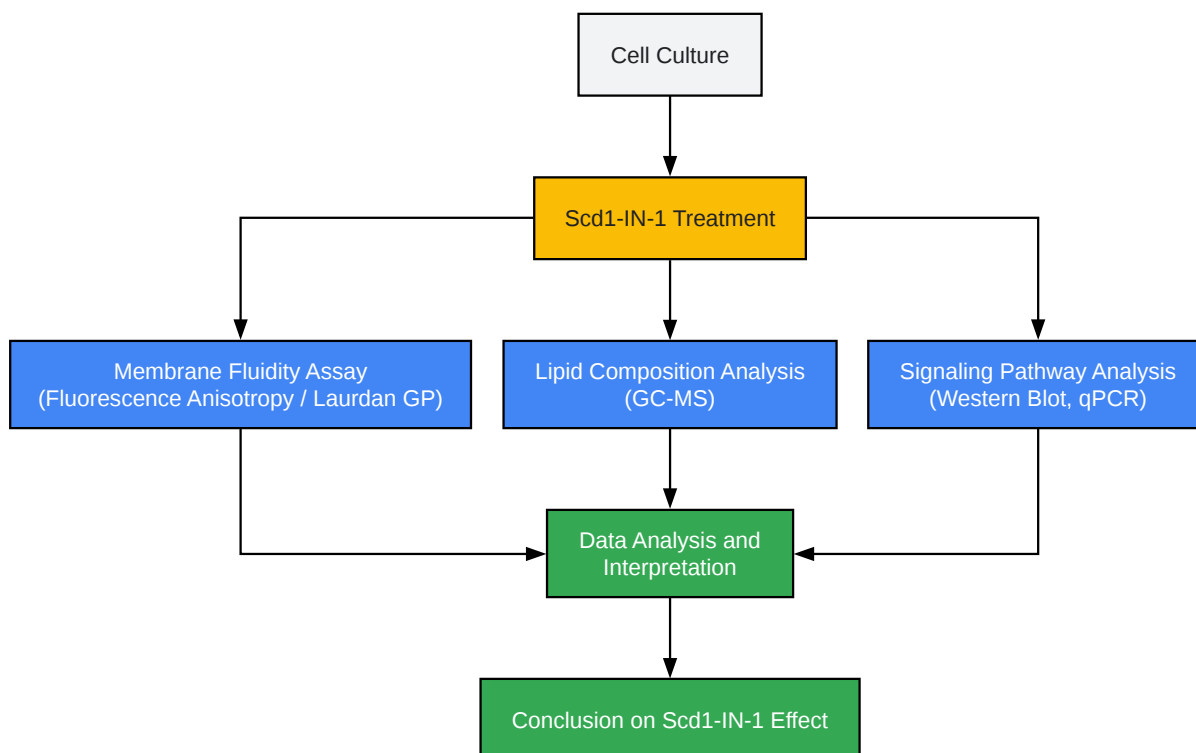 Cell Culture
Scd1-IN-1 Treatment
Membrane Fluidity Assay
(Fluorescence Anisotropy / Laurdan GP)
Lipid Composition Analysis
(GC-MS)
Signaling Pathway Analysis
(Western Blot, qPCR)
Data Analysis and
Interpretation
Conclusion on Scd1-IN-1 Effect